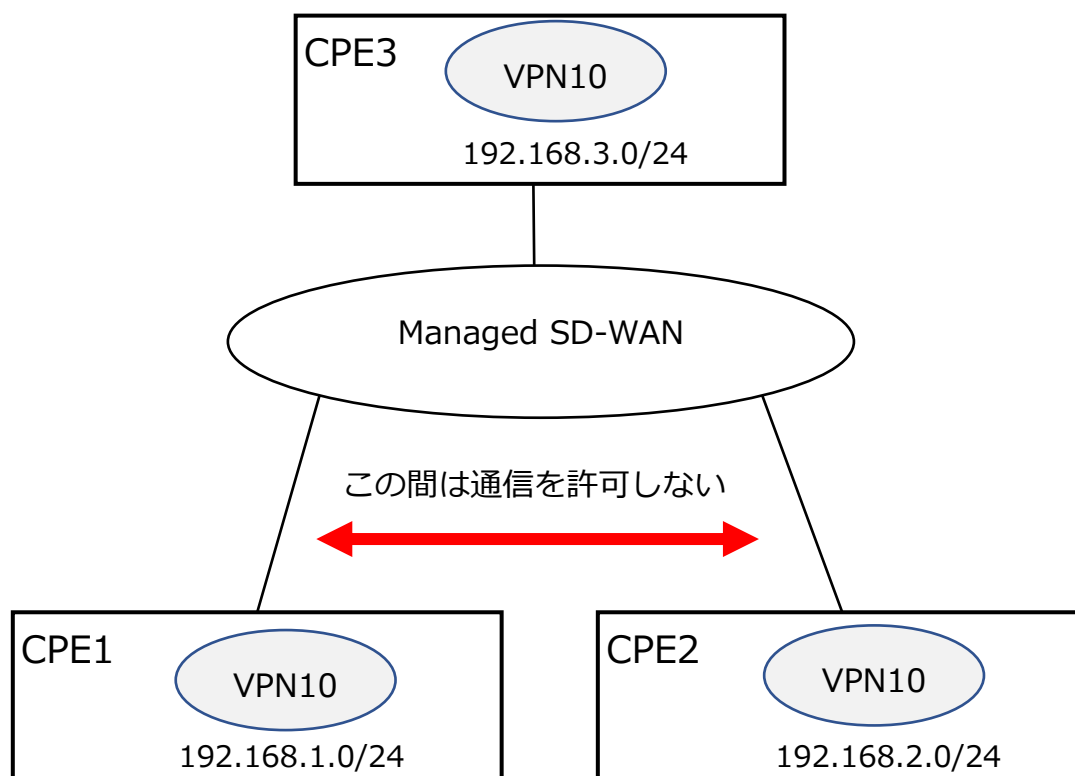 CPE3
VPN10
192.168.3.0/24
Managed SD-WAN
この間は通信を許可しない
CPE1
VPN10
192.168.1.0/24
CPE2
VPN10
192.168.2.0/24